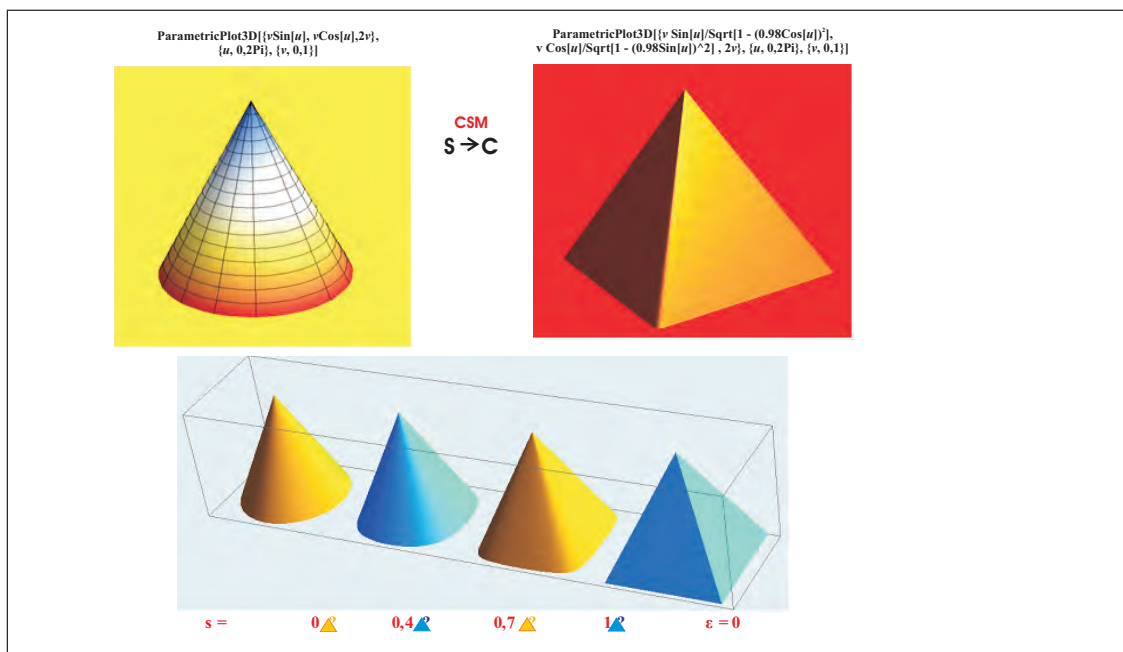 ParametricPlot3D[{vSin[u], vCos[u],2v},
{u, 0,2Pi}, {v, 0,1}]
ParametricPlot3D[{v Sin[u]/Sqrt[1 - (0.98Cos[u])²],
v Cos[u]/Sqrt[1 - (0.98Sin[u])^2] , 2v}, {u, 0,2Pi}, {v, 0,1}]
CSM
S → C
s = 0 0,4 0,7 1 ε = 0